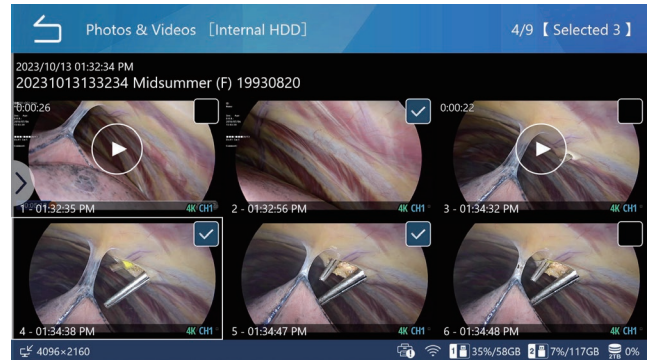 Photos & Videos [Internal HDD] 4/9 【 Selected 3 】
2023/10/13 01:32:34 PM
20231013133234 Midsummer (F) 19930820
0:00:26
0:00:22
1 - 01:32:35 PM 4K CH1
2 - 01:32:56 PM 4K CH1
3 - 01:34:32 PM 4K CH1
4 - 01:34:38 PM 4K CH1
5 - 01:34:47 PM 4K CH1
6 - 01:34:48 PM 4K CH1
4096×2160 1 35%/58GB 2 7%/117GB 2TB 0%